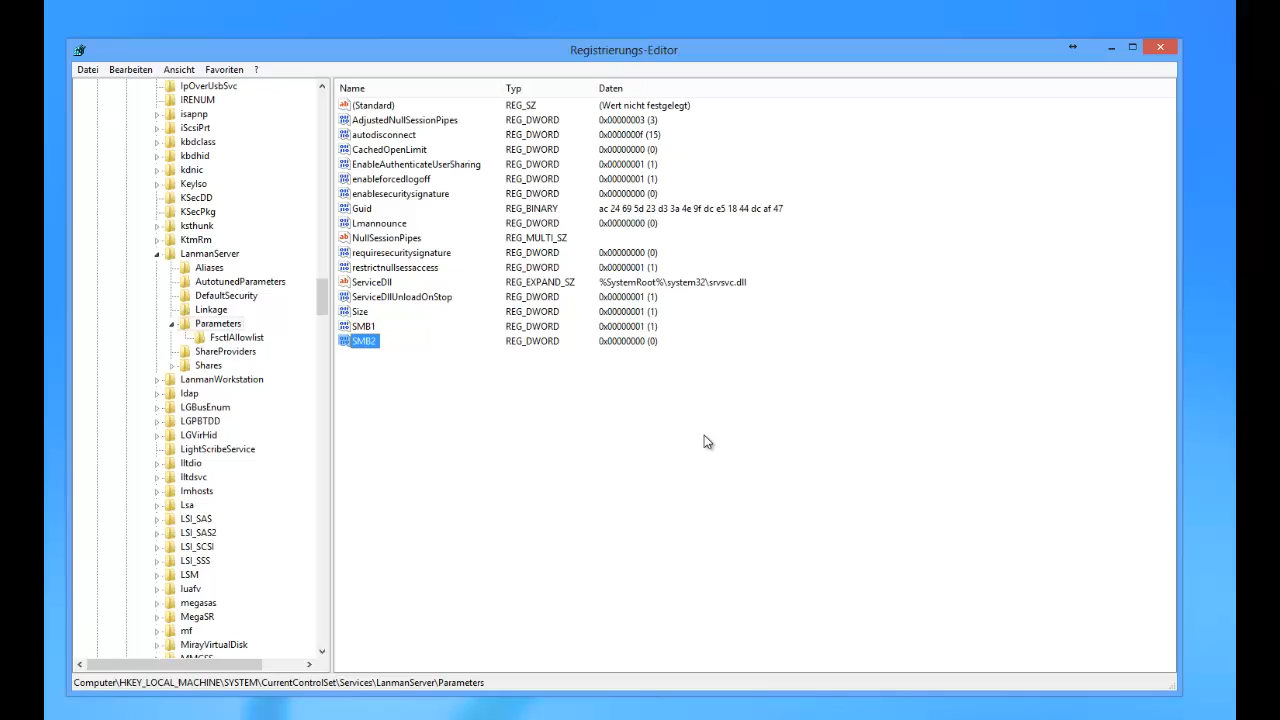 Registrierungs-Editor
Datei Bearbeiten Ansicht Favoriten ?
IpOverUsbSvc
IRENUM
isapnp
iScsiPrt
kbdclass
kbdhid
kdnic
KeyIso
KSecDD
KSecPkg
ksthunk
KtmRm
LanmanServer
Aliases
AutotunedParameters
DefaultSecurity
Linkage
Parameters
FsctlAllowlist
ShareProviders
Shares
LanmanWorkstation
ldap
LGBusEnum
LGPBTDD
LGVirHid
LightScribeService
lltdio
lltdsvc
lmhosts
Lsa
LSI_SAS
LSI_SAS2
LSI_SCSI
LSI_SSS
LSM
luafv
megasas
MegaSR
mf
MirayVirtualDisk
MMCSS
Name Typ Daten
(Standard) REG_SZ (Wert nicht festgelegt)
AdjustedNullSessionPipes REG_DWORD 0x00000003 (3)
autodisconnect REG_DWORD 0x0000000f (15)
CachedOpenLimit REG_DWORD 0x00000000 (0)
EnableAuthenticateUserSharing REG_DWORD 0x00000001 (1)
enableforcedlogoff REG_DWORD 0x00000001 (1)
enablesecuritysignature REG_DWORD 0x00000000 (0)
Guid REG_BINARY ac 24 69 5d 23 d3 3a 4e 9f dc e5 18 44 dc af 47
Lmannounce REG_DWORD 0x00000000 (0)
NullSessionPipes REG_MULTI_SZ
requiresecuritysignature REG_DWORD 0x00000000 (0)
restrictnullsessaccess REG_DWORD 0x00000001 (1)
ServiceDll REG_EXPAND_SZ %SystemRoot%\system32\srvsvc.dll
ServiceDllUnloadOnStop REG_DWORD 0x00000001 (1)
Size REG_DWORD 0x00000001 (1)
SMB1 REG_DWORD 0x00000001 (1)
SMB2 REG_DWORD 0x00000000 (0)
Computer\HKEY_LOCAL_MACHINE\SYSTEM\CurrentControlSet\Services\LanmanServer\Parameters